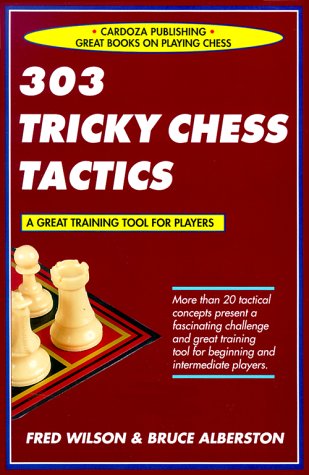 • CARDOZA PUBLISHING •
GREAT BOOKS ON PLAYING CHESS
303
TRICKY CHESS
TACTICS
A GREAT TRAINING TOOL FOR PLAYERS
More than 20 tactical
concepts present a
fascinating challenge
and great training
tool for beginning and
intermediate players.
FRED WILSON & BRUCE ALBERSTON